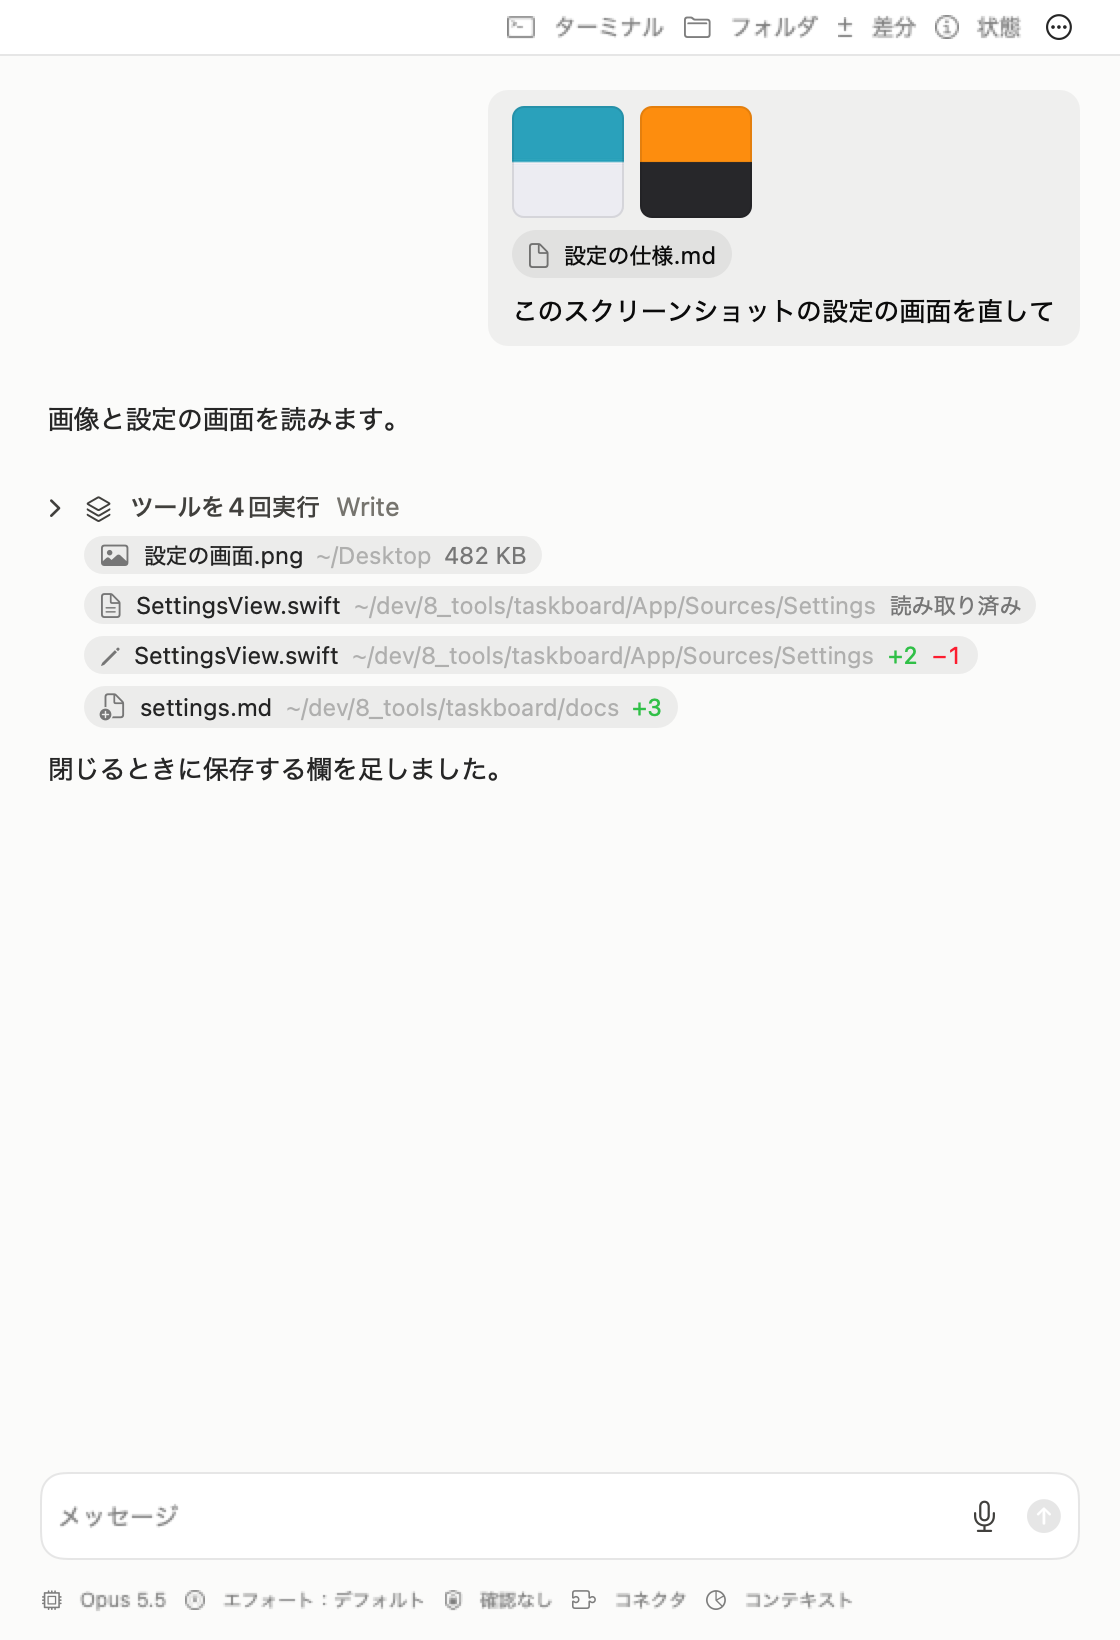 ターミナル フォルダ 差分 状態
設定の仕様.md
このスクリーンショットの設定の画面を直して
画像と設定の画面を読みます。
ツールを4回実行 Write
設定の画面.png ~/Desktop 482 KB
SettingsView.swift ~/dev/8_tools/taskboard/App/Sources/Settings 読み取り済み
SettingsView.swift ~/dev/8_tools/taskboard/App/Sources/Settings +2 −1
settings.md ~/dev/8_tools/taskboard/docs +3
閉じるときに保存する欄を足しました。
メッセージ
Opus 5.5 エフォート：デフォルト 確認なし コネクタ コンテキスト